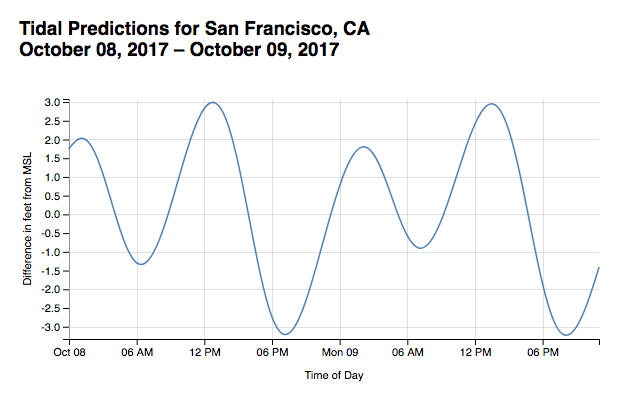 Tidal Predictions for San Francisco, CA
October 08, 2017 – October 09, 2017
Difference in feet from MSL
3.0
2.5
2.0
1.5
1.0
0.5
0.0
-0.5
-1.0
-1.5
-2.0
-2.5
-3.0
Oct 08 06 AM 12 PM 06 PM Mon 09 06 AM 12 PM 06 PM
Time of Day